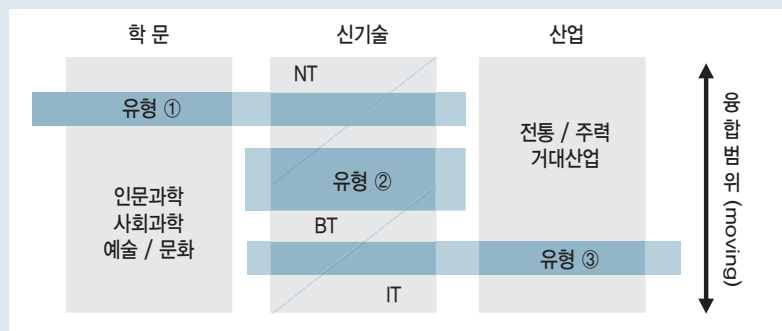 학 문
신기술
산업
NT
유형 ①
전통 / 주력
거대산업
유형 ②
인문과학
사회과학
예술 / 문화
BT
유형 ③
IT
융합범위 (moving)